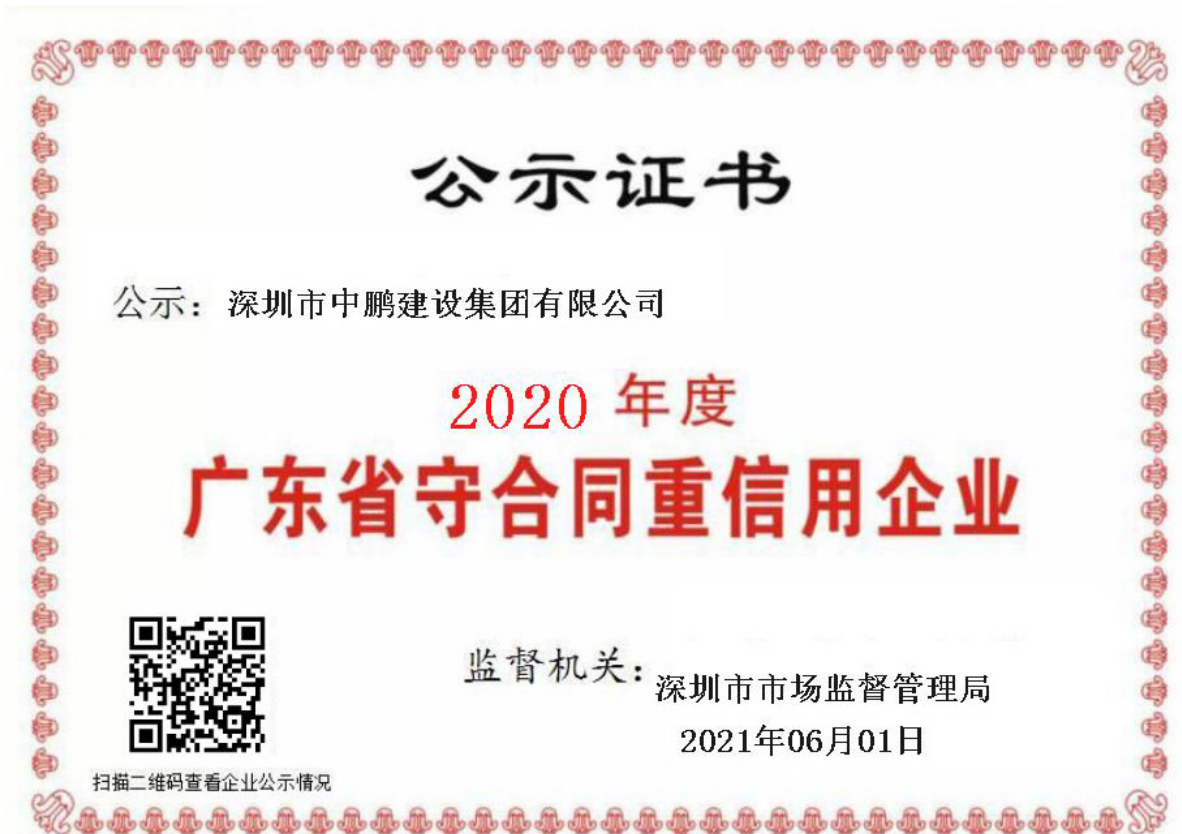 公示证书
公示：深圳市中鹏建设集团有限公司
2020 年度
广东省守合同重信用企业
监督机关：深圳市市场监督管理局
2021年06月01日
扫描二维码查看企业公示情况